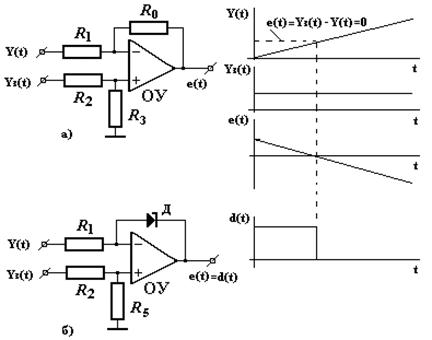 R₀
Y(t)
R₁
Yз(t)
R₂
R₃
ОУ
e(t)
а)
Y(t)
e(t)=Yз(t)-Y(t)=0
t
Yз(t)
t
e(t)
t
d(t)
t
Д
Y(t)
R₁
Yз(t)
R₂
R₅
ОУ
e(t)=d(t)
б)